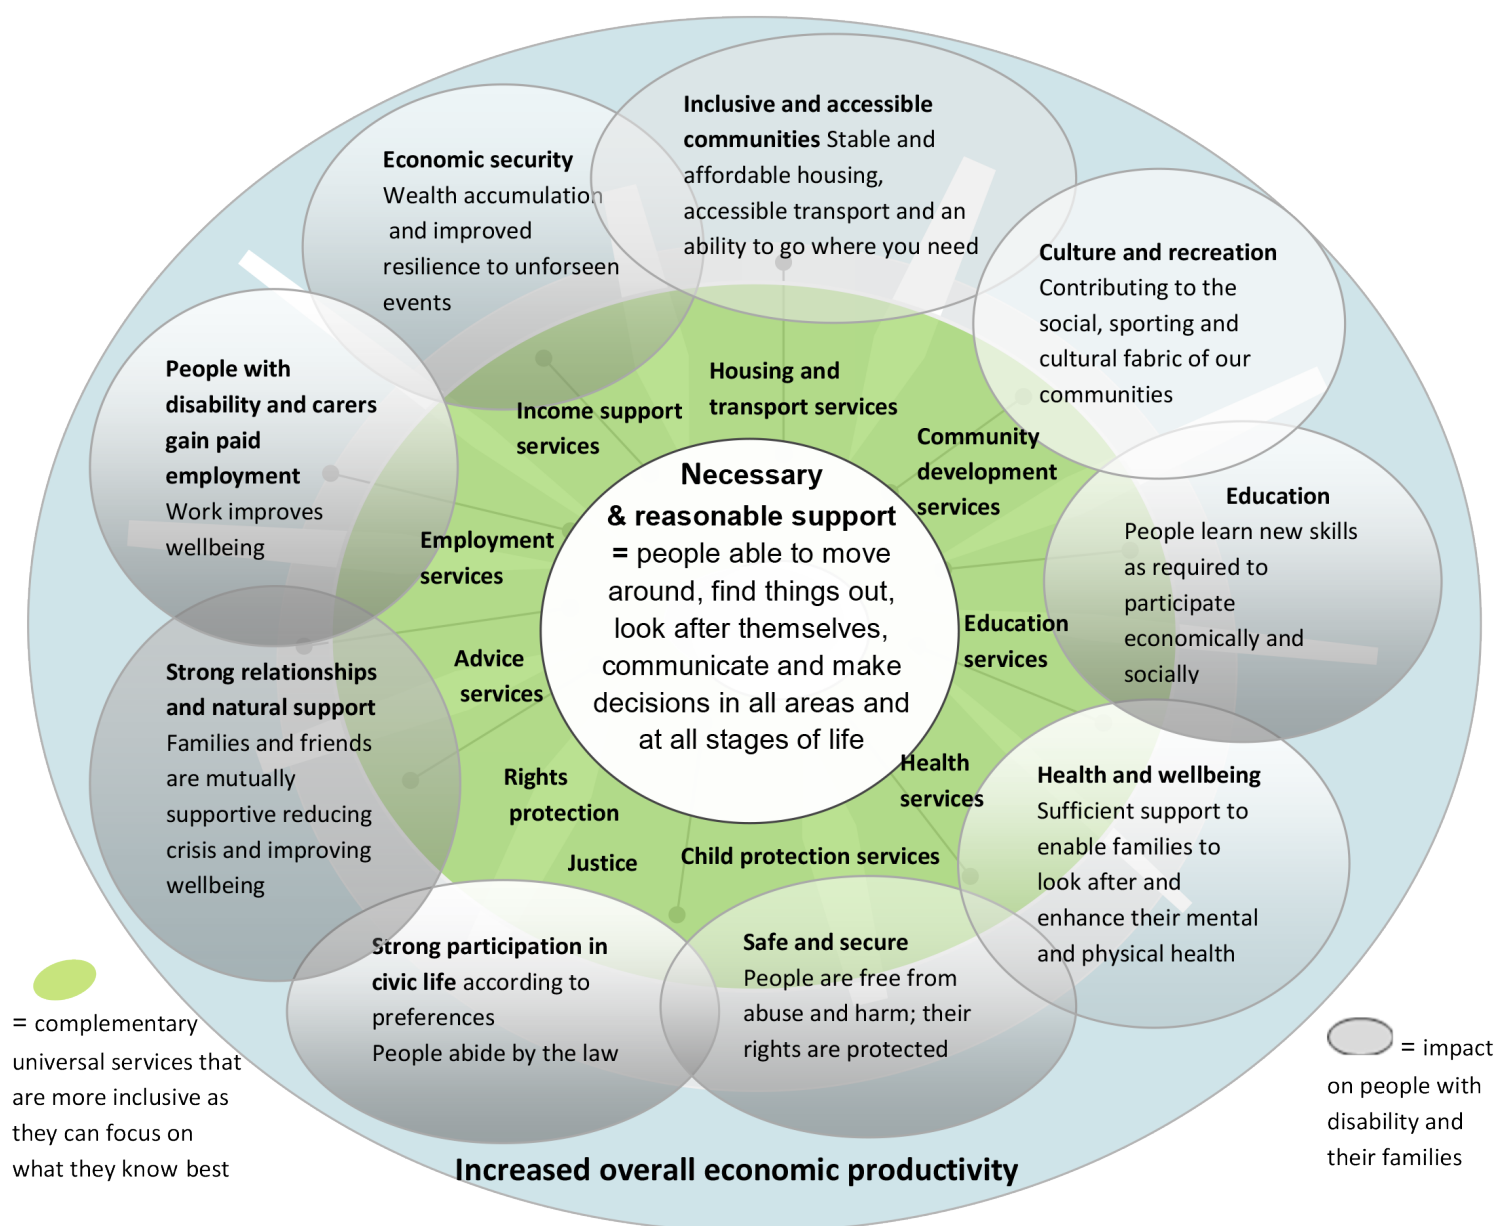 Inclusive and accessible
communities Stable and
affordable housing,
accessible transport and an
ability to go where you need
Economic security
Wealth accumulation
and improved
resilience to unforseen
events
Culture and recreation
Contributing to the
social, sporting and
cultural fabric of our
communities
People with
disability and carers
gain paid
employment
Work improves
wellbeing
Education
People learn new skills
as required to
participate
economically and
socially
Strong relationships
and natural support
Families and friends
are mutually
supportive reducing
crisis and improving
wellbeing
Health and wellbeing
Sufficient support to
enable families to
look after and
enhance their mental
and physical health
Strong participation in
civic life according to
preferences
People abide by the law
Safe and secure
People are free from
abuse and harm; their
rights are protected
Housing and
transport services
Income support
services
Community
development
services
Employment
services
Education
services
Advice
services
Health
services
Rights
protection
Justice
Child protection services
Necessary
& reasonable support
= people able to move
around, find things out,
look after themselves,
communicate and make
decisions in all areas and
at all stages of life
= complementary
universal services that
are more inclusive as
they can focus on
what they know best
= impact
on people with
disability and
their families
Increased overall economic productivity